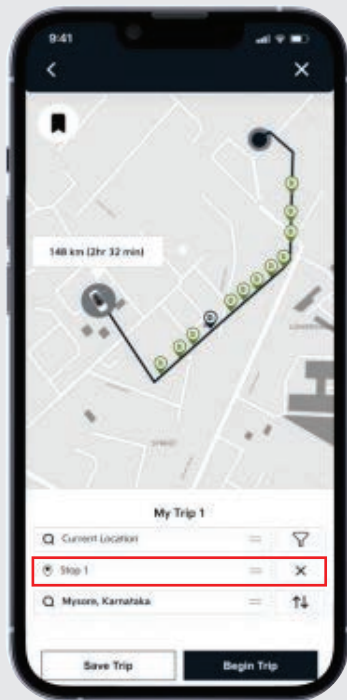 9:41
148 km (2hr 32 min)
My Trip 1
Current Location
Stop 1
Mysore, Karnataka
Save Trip
Begin Trip